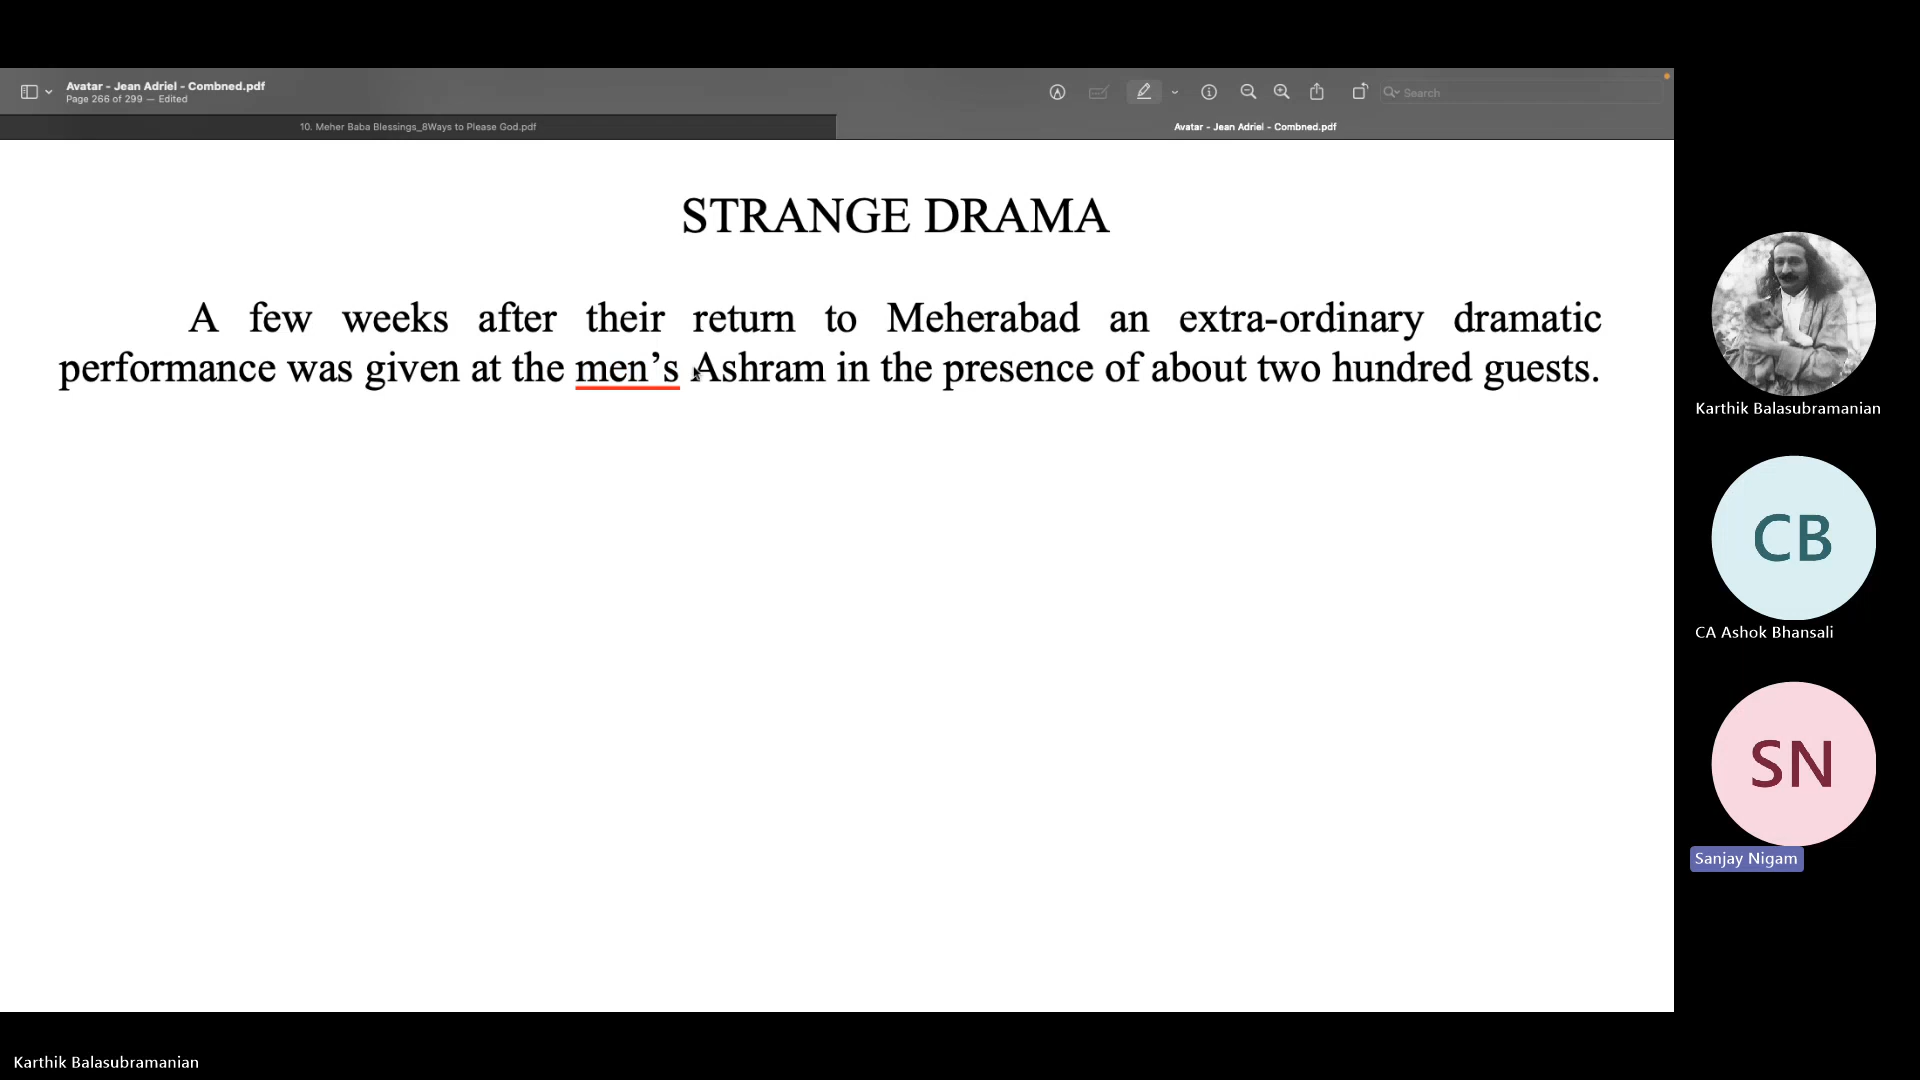 Avatar - Jean Adriel - Combned.pdf
Page 266 of 299 — Edited
Search
10. Meher Baba Blessings_8Ways to Please God.pdf
Avatar - Jean Adriel - Combned.pdf
STRANGE DRAMA
A few weeks after their return to Meherabad an extra-ordinary dramatic
performance was given at the men’s Ashram in the presence of about two hundred guests.
Karthik Balasubramanian
CB
CA Ashok Bhansali
SN
Sanjay Nigam
Karthik Balasubramanian